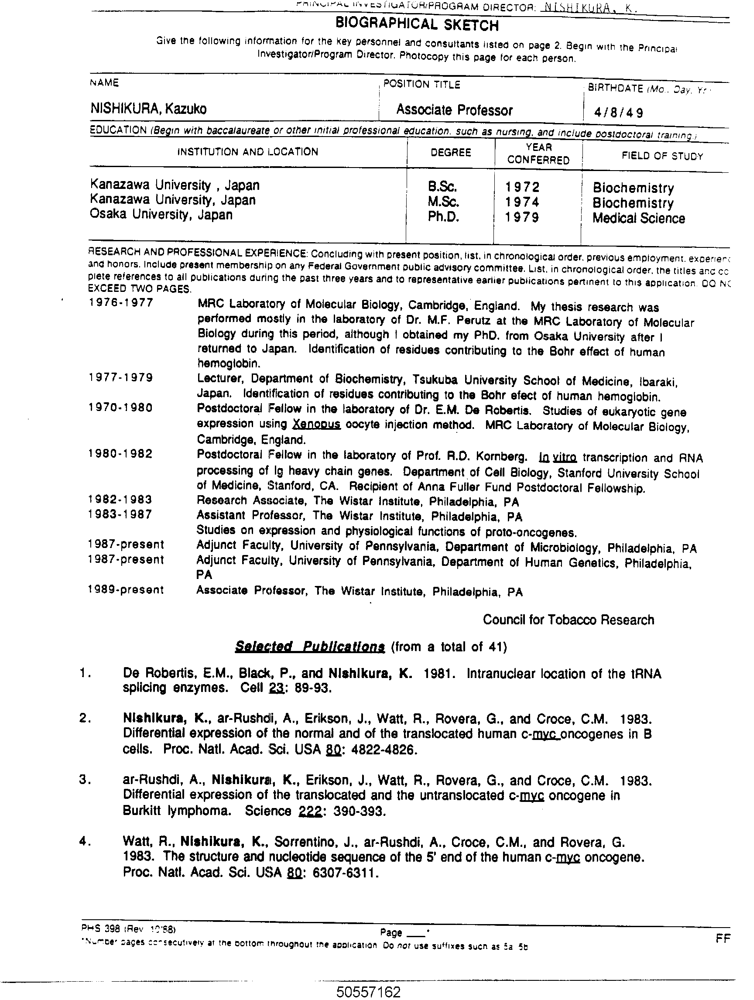 PRINCIPAL INVESTIGATOR/PROGRAM DIRECTOR: NISHIKURA, K.
BIOGRAPHICAL SKETCH
Give the following information for the key personnel and consultants listed on page 2. Begin with the Principal
Investigator/Program Director. Photocopy this page for each person.
NAME POSITION TITLE BIRTHDATE (Mo., Day, Yr.)
NISHIKURA, Kazuko Associate Professor 4/8/49
EDUCATION (Begin with baccalaureate or other initial professional education, such as nursing, and include postdoctoral training.)
INSTITUTION AND LOCATION DEGREE YEAR CONFERRED FIELD OF STUDY
Kanazawa University , Japan B.Sc. 1972 Biochemistry
Kanazawa University, Japan M.Sc. 1974 Biochemistry
Osaka University, Japan Ph.D. 1979 Medical Science
RESEARCH AND PROFESSIONAL EXPERIENCE: Concluding with present position, list, in chronological order, previous employment, experienc
and honors. Include present membership on any Federal Government public advisory committee. List, in chronological order, the titles and co
plete references to all publications during the past three years and to representative earlier publications pertinent to this application. DO NO
EXCEED TWO PAGES.
1976-1977 MRC Laboratory of Molecular Biology, Cambridge, England. My thesis research was
performed mostly in the laboratory of Dr. M.F. Perutz at the MRC Laboratory of Molecular
Biology during this period, although I obtained my PhD. from Osaka University after I
returned to Japan. Identification of residues contributing to the Bohr effect of human
hemoglobin.
1977-1979 Lecturer, Department of Biochemistry, Tsukuba University School of Medicine, Ibaraki,
Japan. Identification of residues contributing to the Bohr efect of human hemoglobin.
1970-1980 Postdoctoral Fellow in the laboratory of Dr. E.M. De Robertis. Studies of eukaryotic gene
expression using Xenopus oocyte injection method. MRC Laboratory of Molecular Biology,
Cambridge, England.
1980-1982 Postdoctoral Fellow in the laboratory of Prof. R.D. Kornberg. In vitro transcription and RNA
processing of Ig heavy chain genes. Department of Cell Biology, Stanford University School
of Medicine, Stanford, CA. Recipient of Anna Fuller Fund Postdoctoral Fellowship.
1982-1983 Research Associate, The Wistar Institute, Philadelphia, PA
1983-1987 Assistant Professor, The Wistar Institute, Philadelphia, PA
Studies on expression and physiological functions of proto-oncogenes.
1987-present Adjunct Faculty, University of Pennsylvania, Department of Microbiology, Philadelphia, PA
1987-present Adjunct Faculty, University of Pennsylvania, Department of Human Genetics, Philadelphia,
PA
1989-present Associate Professor, The Wistar Institute, Philadelphia, PA
Council for Tobacco Research
Selected Publications (from a total of 41)
1. De Robertis, E.M., Black, P., and Nishikura, K. 1981. Intranuclear location of the tRNA
splicing enzymes. Cell 23: 89-93.
2. Nishikura, K., ar-Rushdi, A., Erikson, J., Watt, R., Rovera, G., and Croce, C.M. 1983.
Differential expression of the normal and of the translocated human c-myc oncogenes in B
cells. Proc. Natl. Acad. Sci. USA 80: 4822-4826.
3. ar-Rushdi, A., Nishikura, K., Erikson, J., Watt, R., Rovera, G., and Croce, C.M. 1983.
Differential expression of the translocated and the untranslocated c-myc oncogene in
Burkitt lymphoma. Science 222: 390-393.
4. Watt, R., Nishikura, K., Sorrentino, J., ar-Rushdi, A., Croce, C.M., and Rovera, G.
1983. The structure and nucleotide sequence of the 5' end of the human c-myc oncogene.
Proc. Natl. Acad. Sci. USA 80: 6307-6311.
PHS 398 (Rev. 10/88) Page ___*
*Number pages consecutively at the bottom throughout the application. Do not use suffixes such as 5a, 5b FF
50557162